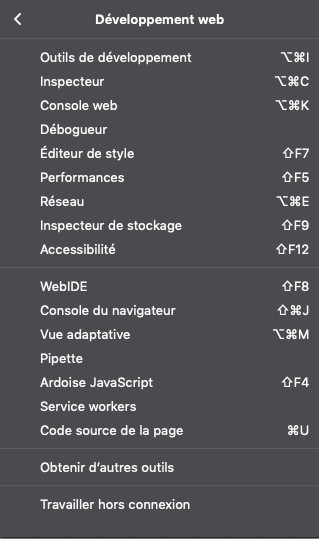 Développement web
Outils de développement ⌥⌘I
Inspecteur ⌥⌘C
Console web ⌥⌘K
Débogueur
Éditeur de style ⇧F7
Performances ⇧F5
Réseau ⌥⌘E
Inspecteur de stockage ⇧F9
Accessibilité ⇧F12
WebIDE ⇧F8
Console du navigateur ⇧⌘J
Vue adaptative ⌥⌘M
Pipette
Ardoise JavaScript ⇧F4
Service workers
Code source de la page ⌘U
Obtenir d’autres outils
Travailler hors connexion